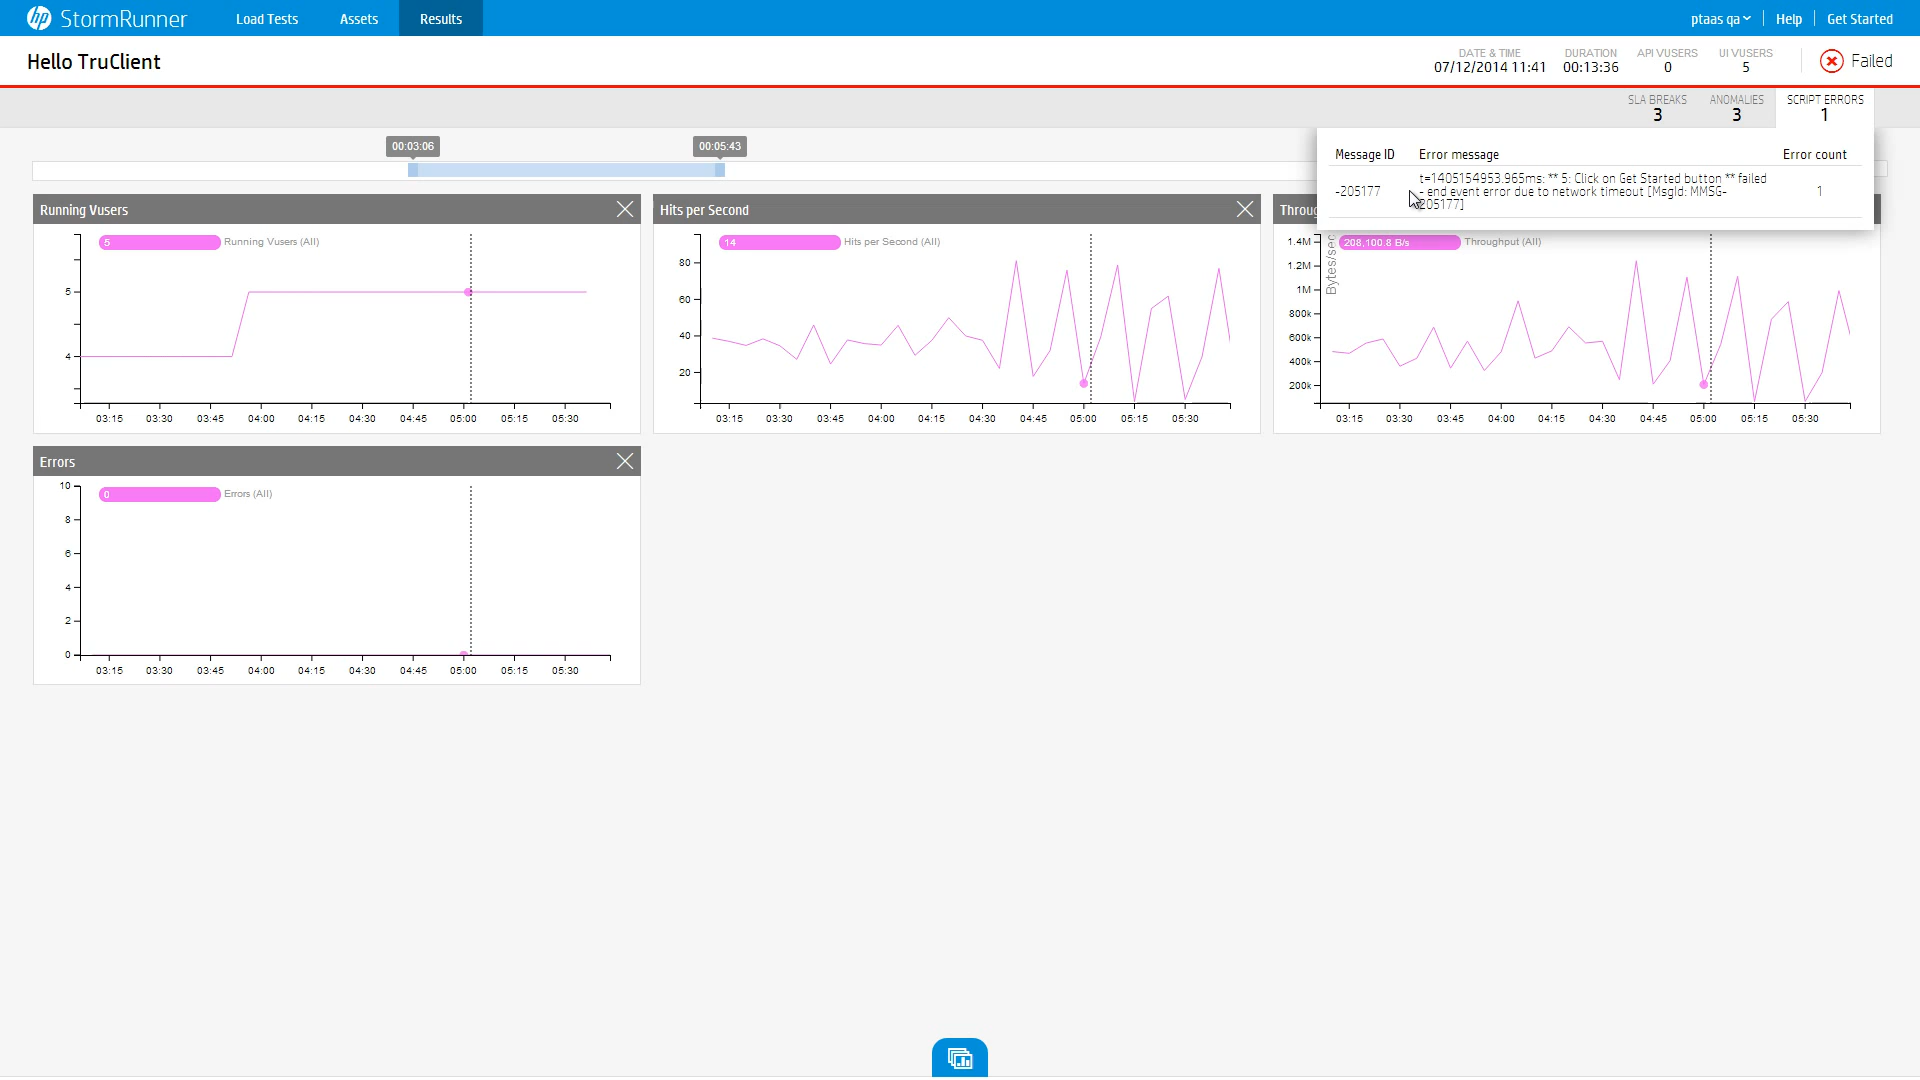 hp StormRunner Load Tests Assets Results ptaas qa Help Get Started
Hello TruClient
DATE & TIME DURATION API VUSERS UI VUSERS
07/12/2014 11:41 00:13:36 0 5 Failed
SLA BREAKS ANOMALIES SCRIPT ERRORS
3 3 1
00:03:06 00:05:43
Message ID Error message Error count
t=1405154953.965ms: ** 5: Click on Get Started button ** failed
-205177 - end event error due to network timeout [MsgId: MMSG- 1
205177]
Running Vusers
5 Running Vusers (All)
5
4
03:15 03:30 03:45 04:00 04:15 04:30 04:45 05:00 05:15 05:30
Hits per Second
14 Hits per Second (All)
80
60
40
20
03:15 03:30 03:45 04:00 04:15 04:30 04:45 05:00 05:15 05:30
Throug
208,100.8 B/s Throughput (All)
Bytes/sec
1.4M
1.2M
1M
800k
600k
400k
200k
03:15 03:30 03:45 04:00 04:15 04:30 04:45 05:00 05:15 05:30
Errors
0 Errors (All)
10
8
6
4
2
0
03:15 03:30 03:45 04:00 04:15 04:30 04:45 05:00 05:15 05:30